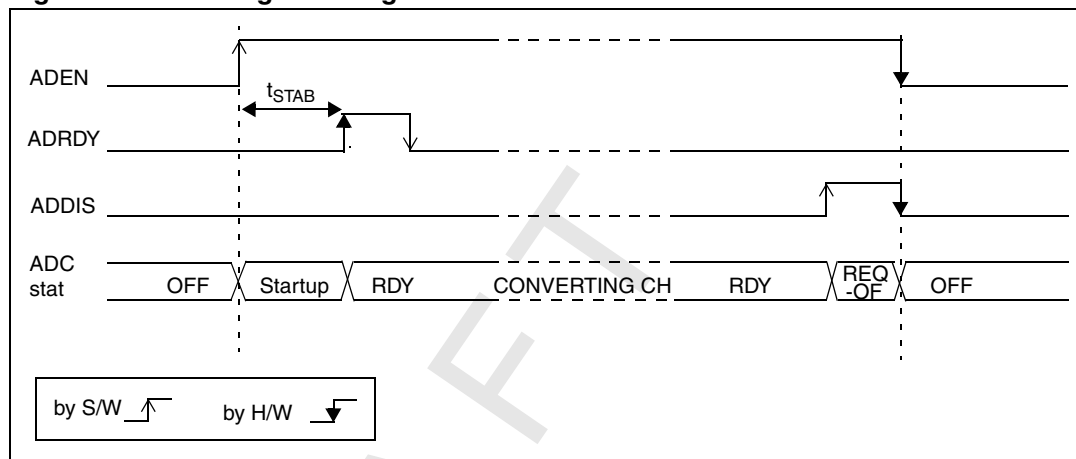 ADEN
tSTAB
ADRDY
ADDIS
ADC
stat
OFF
Startup
RDY
CONVERTING CH
RDY
REQ
-OF
OFF
by S/W
by H/W